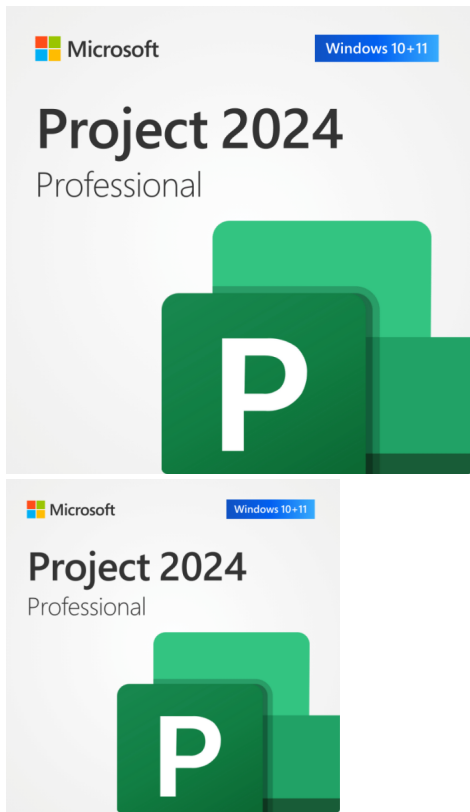 Microsoft
Windows 10+11
Project 2024
Professional
P
Microsoft
Windows 10+11
Project 2024
Professional
P